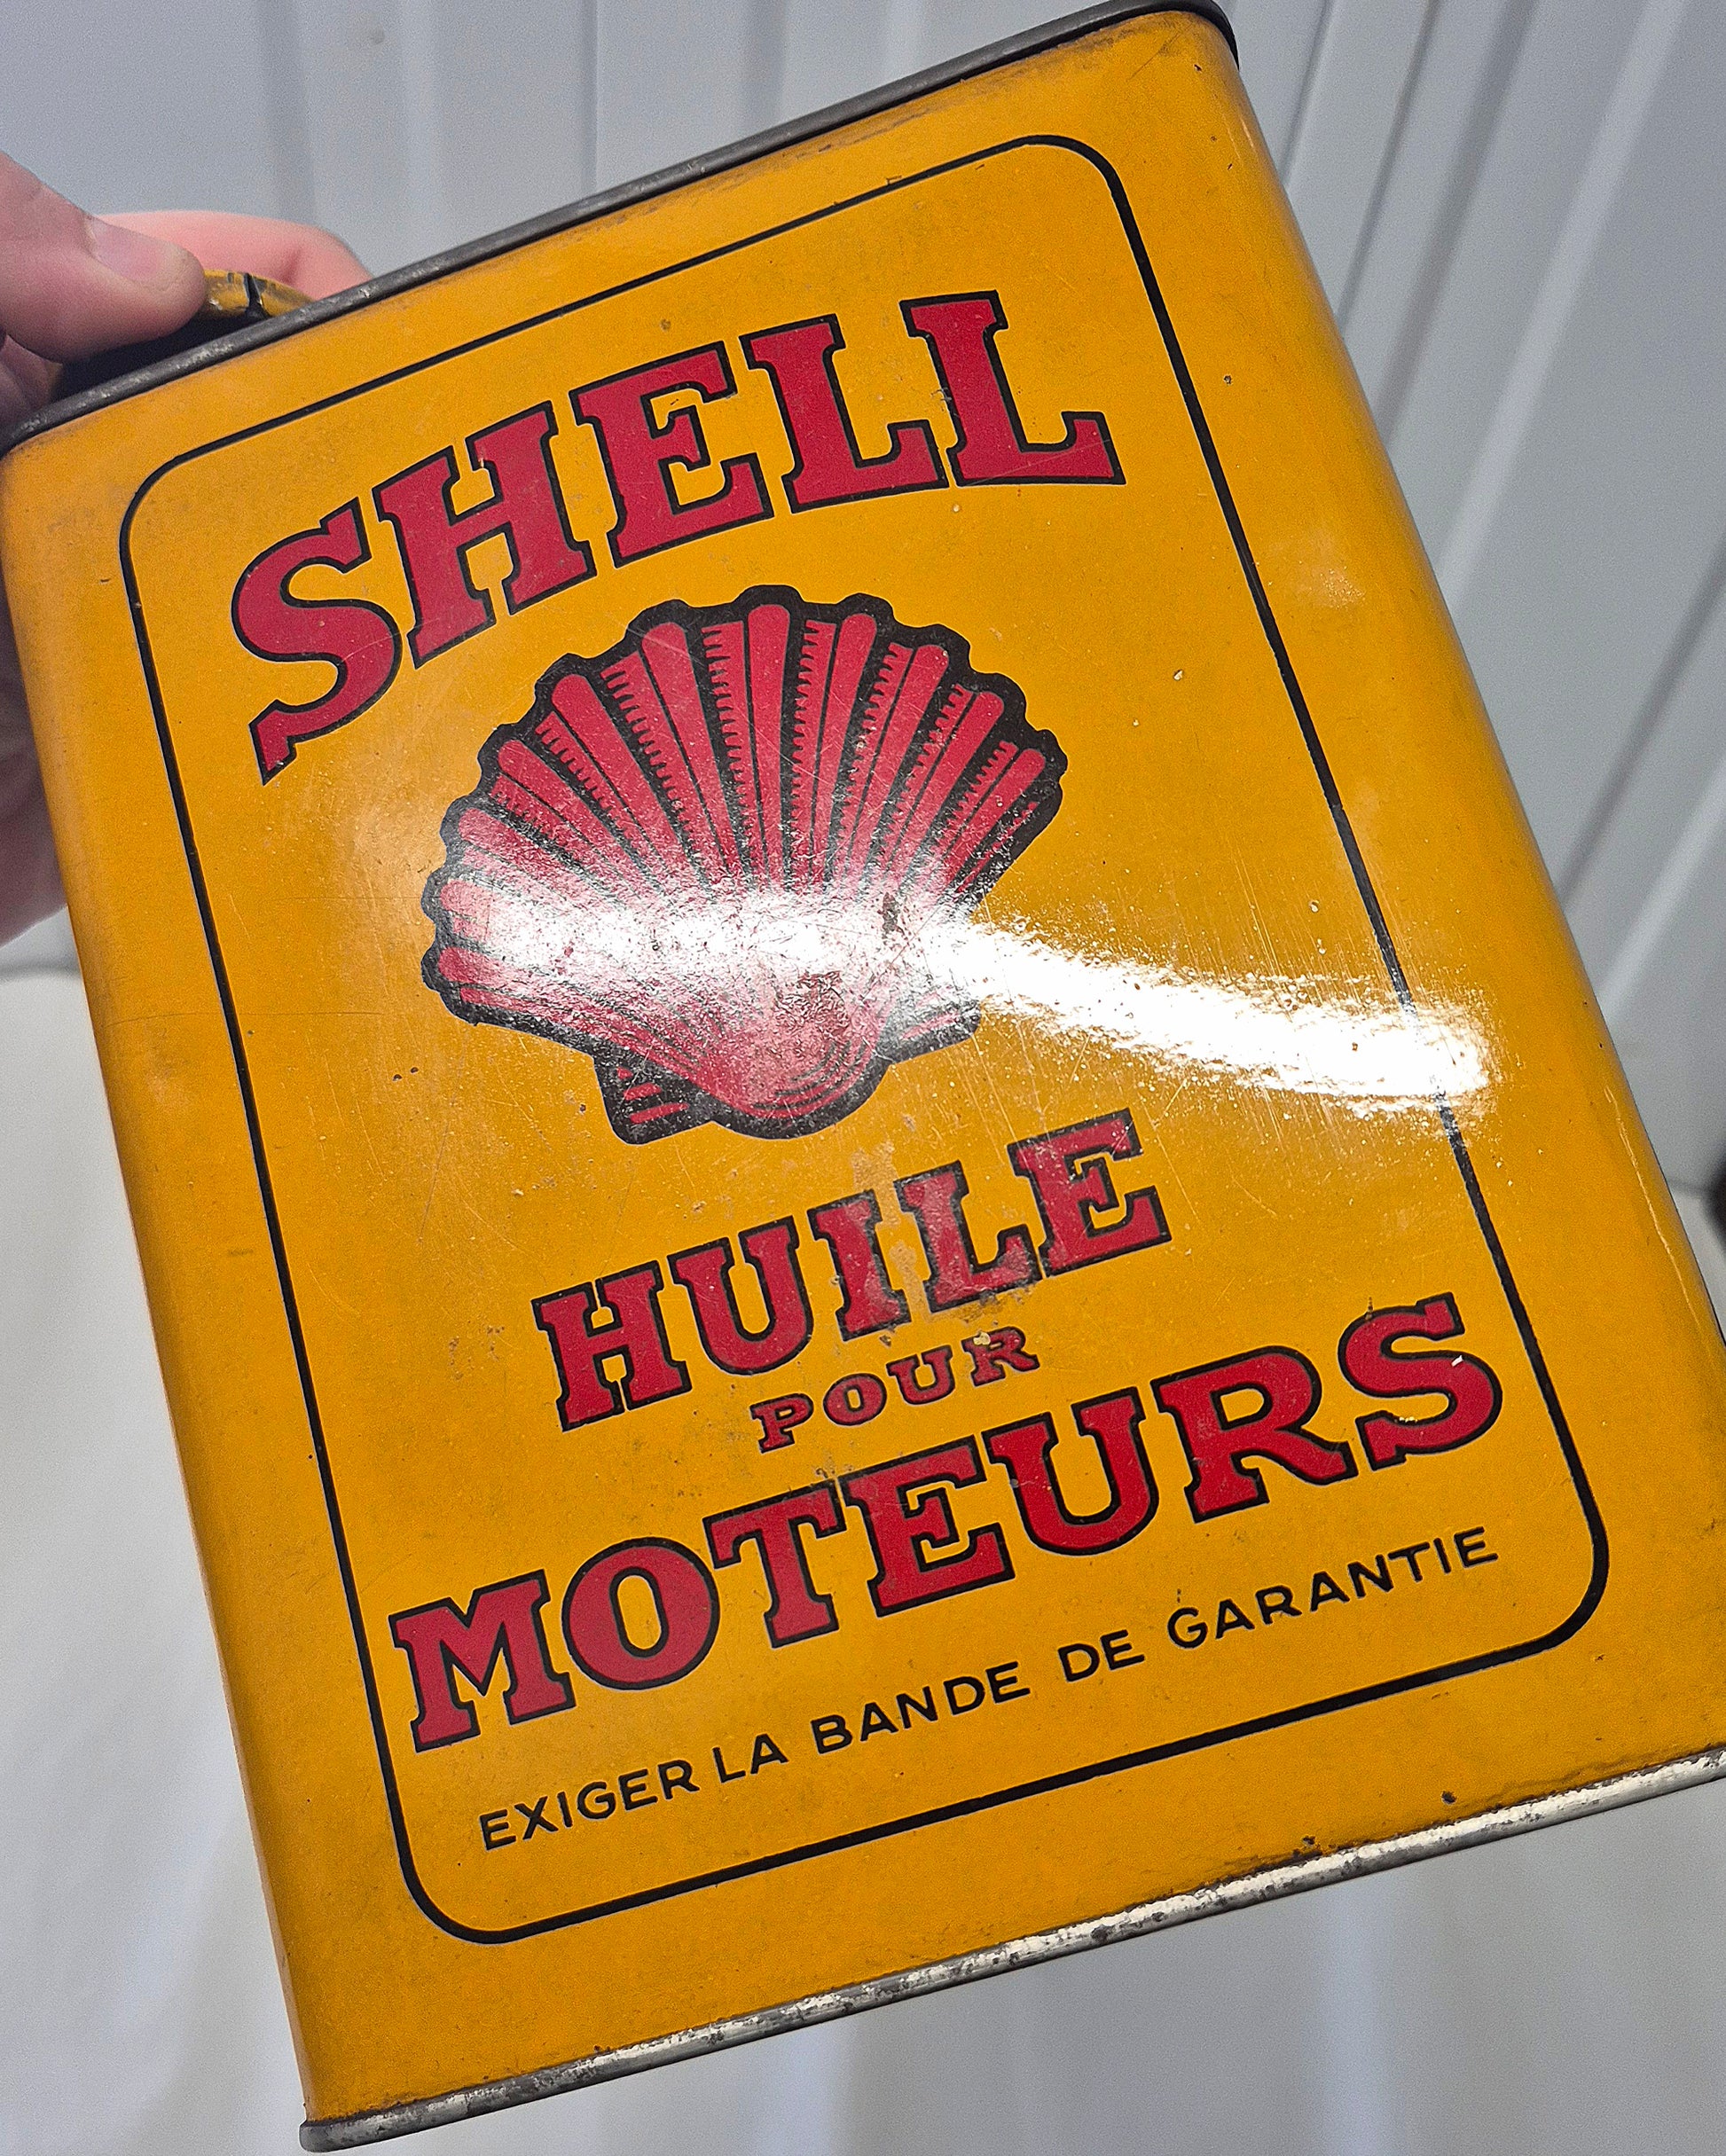 SHELL
HUILE
POUR
MOTEURS
EXIGER LA BANDE DE GARANTIE